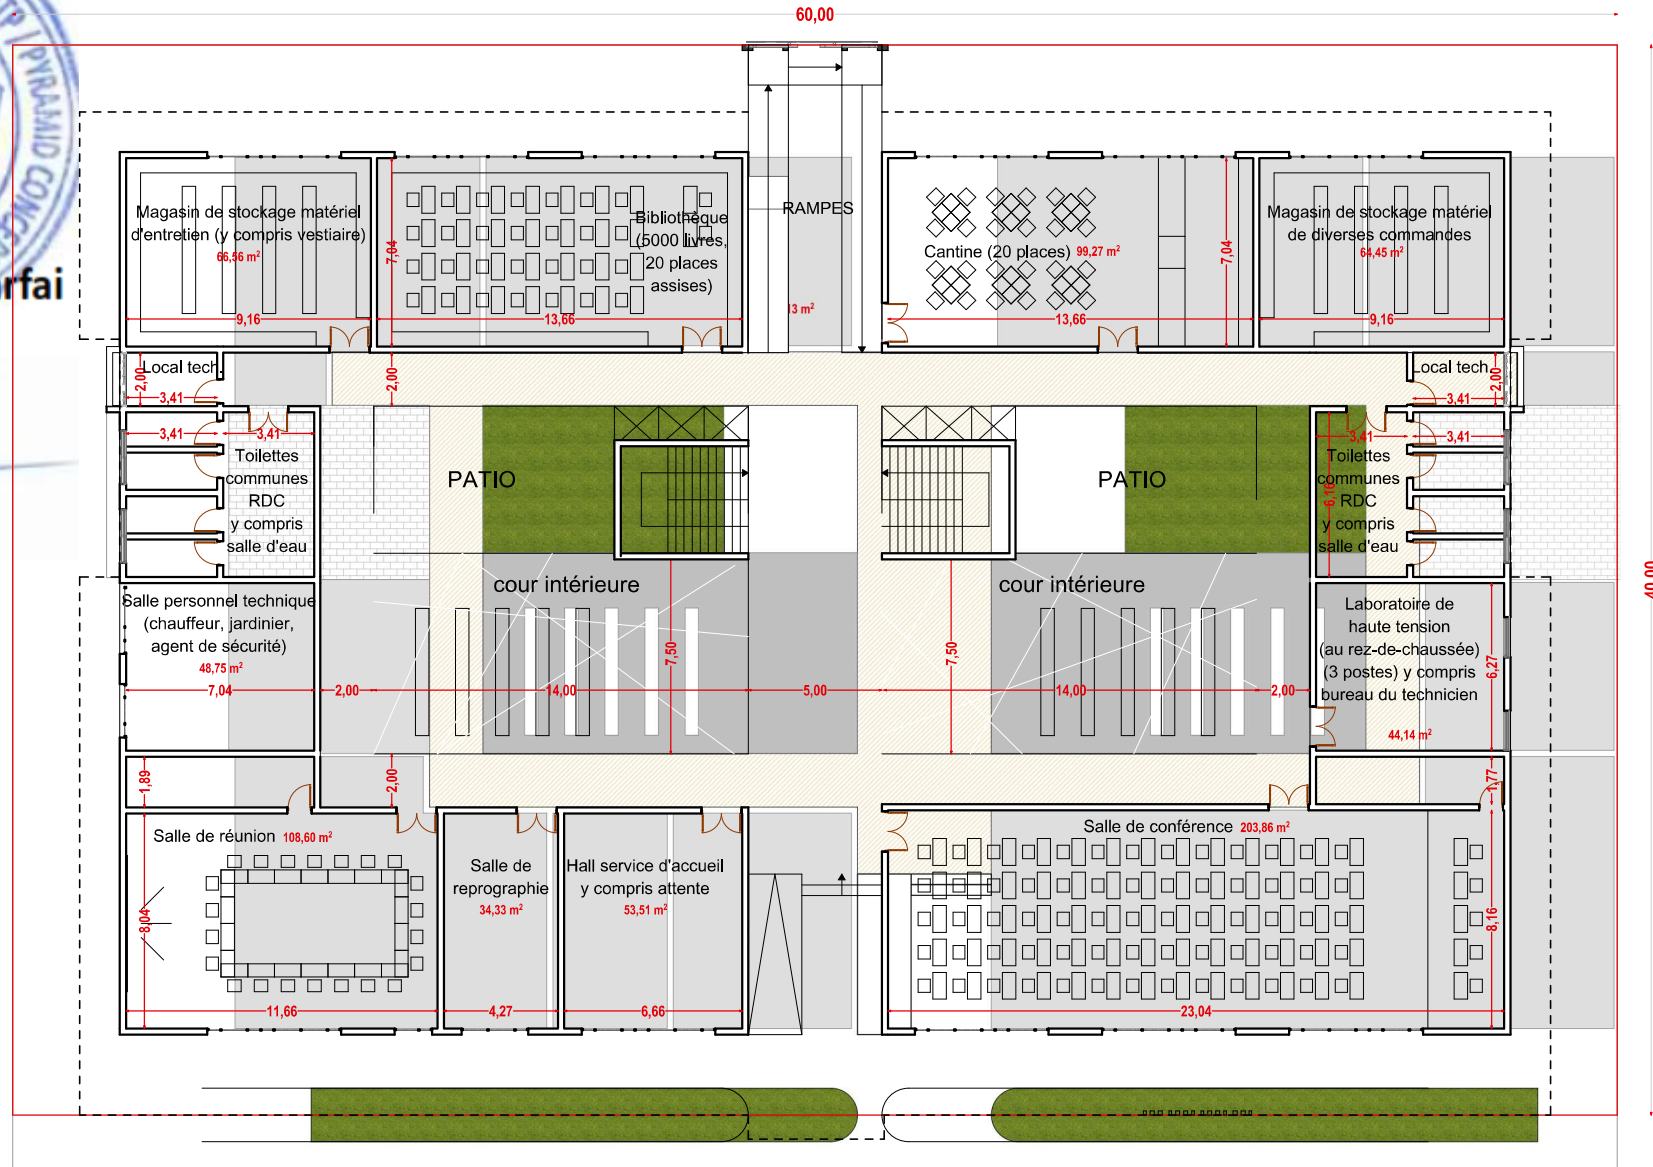 60,00
PYRAMID CONCEP
rfai
Magasin de stockage matériel
d'entretien (y compris vestiaire)
66,56 m²
9,16
7,04
Bibliothèque
(5000 livres,
20 places
assises)
13,66
RAMPES
13 m²
Cantine (20 places) 99,27 m²
7,04
13,66
Magasin de stockage matériel
de diverses commandes
64,45 m²
9,16
Local tech.
2,00
3,41
2,00
Local tech.
2,00
3,41
3,41
3,41
Toilettes
communes
RDC
y compris
salle d'eau
PATIO
PATIO
3,41
3,41
Toilettes
communes
RDC
y compris
salle d'eau
6,16
cour intérieure
cour intérieure
40,00
Salle personnel technique
(chauffeur, jardinier,
agent de sécurité)
48,75 m²
7,04
2,00
14,00
7,50
5,00
7,50
14,00
2,00
Laboratoire de
haute tension
(au rez-de-chaussée)
(3 postes) y compris
bureau du technicien
44,14 m²
6,27
1,89
2,00
1,77
Salle de réunion 108,60 m²
8,04
11,66
Salle de
reprographie
34,33 m²
4,27
Hall service d'accueil
y compris attente
53,51 m²
6,66
Salle de conférence 203,86 m²
8,16
23,04